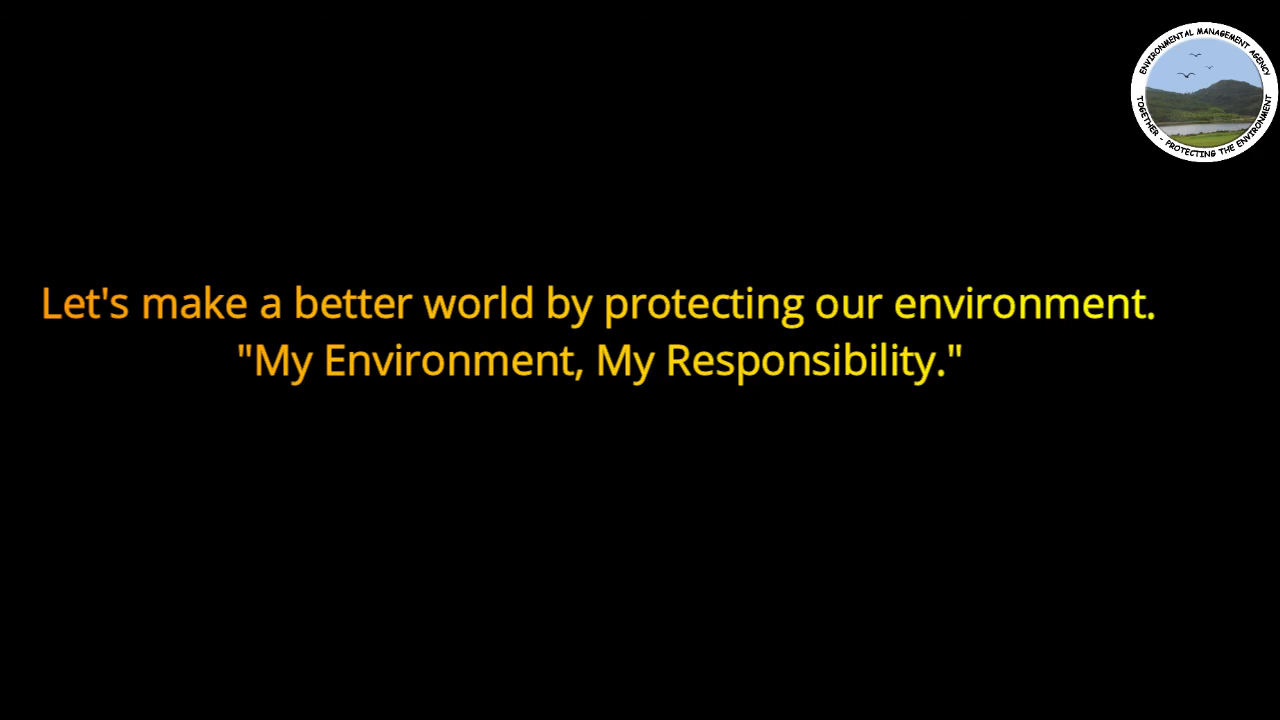 ENVIRONMENTAL MANAGEMENT AGENCY
TOGETHER - PROTECTING THE ENVIRONMENT
Let's make a better world by protecting our environment.
"My Environment, My Responsibility."